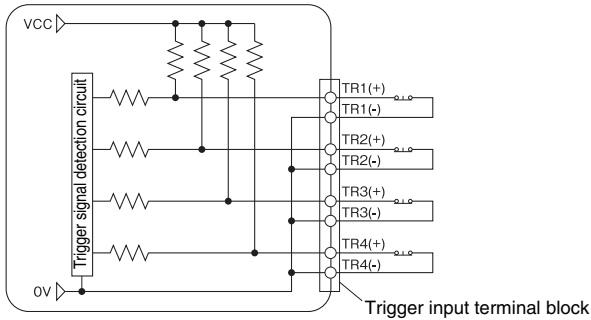 VCC
Trigger signal detection circuit
TR1(+)
TR1(-)
TR2(+)
TR2(-)
TR3(+)
TR3(-)
TR4(+)
TR4(-)
0V
Trigger input terminal block